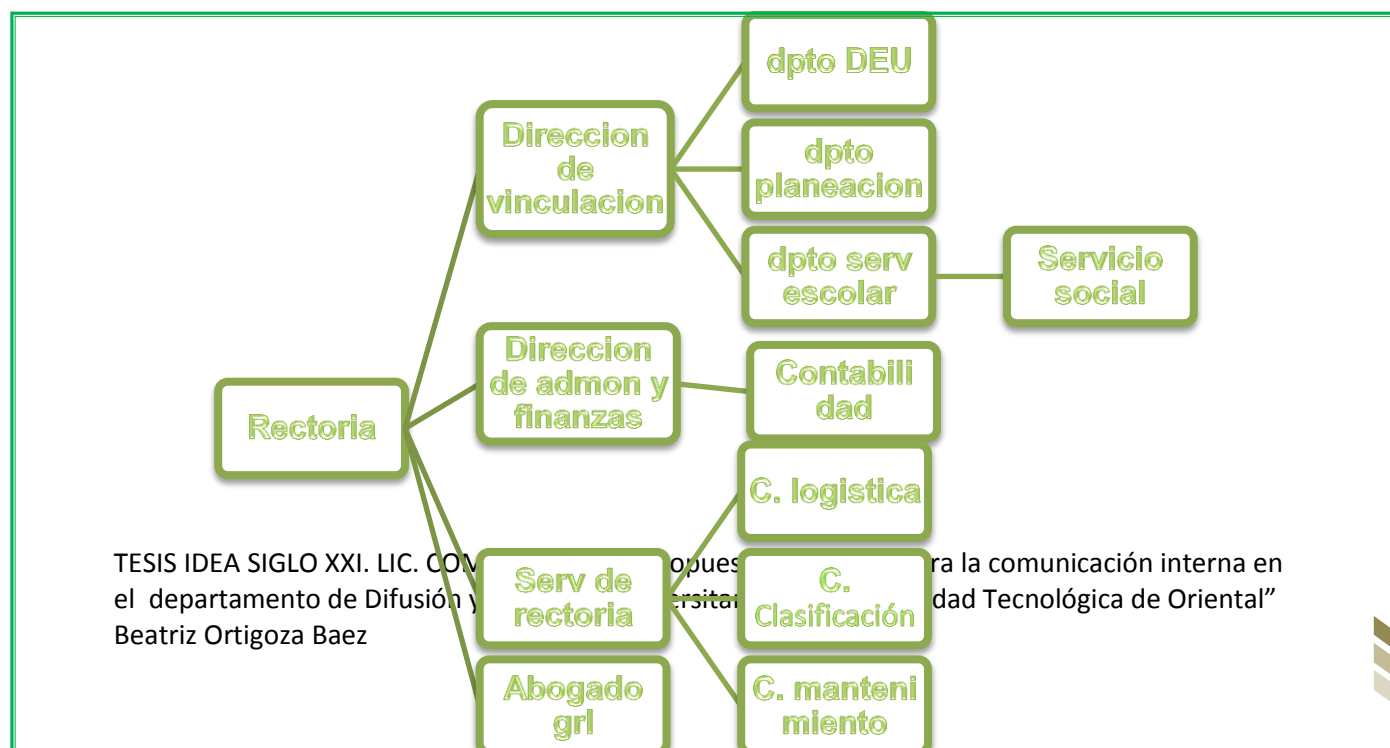 dpto DEU
Direccion
de
vinculacion
dpto
planeacion
dpto serv
escolar
Servicio
social
Direccion
de admon y
finanzas
Contabili
dad
Rectoria
C. logistica
TESIS IDEA SIGLO XXI. LIC. COM opues ra la comunicación interna en
el departamento de Difusión y ersitar dad Tecnológica de Oriental”
Beatriz Ortigoza Baez
Serv de
rectoria
C.
Clasificación
Abogado
grl
C. manteni
miento